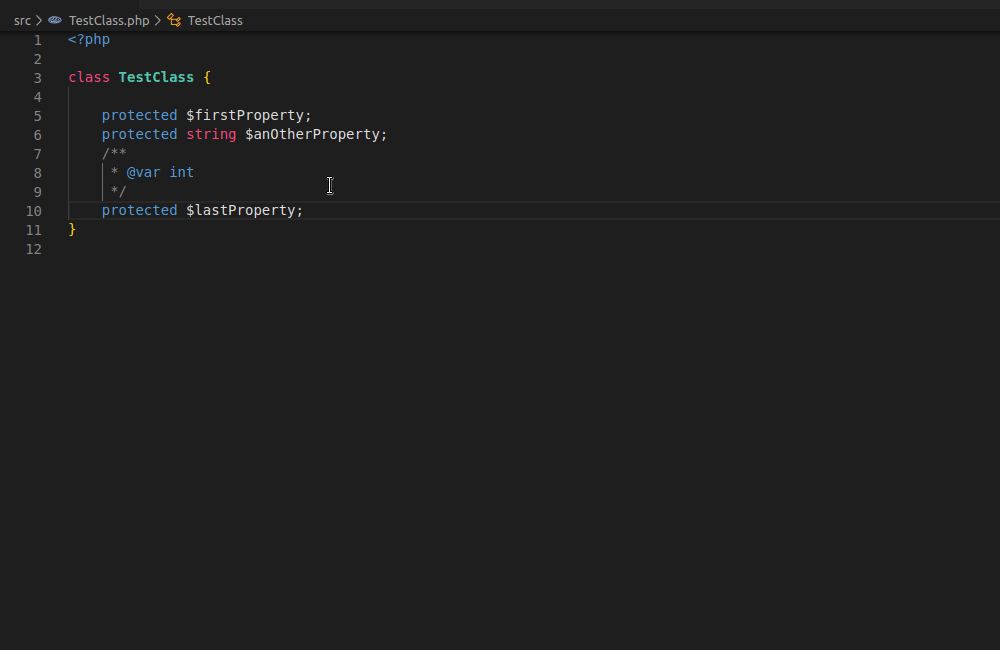 src > TestClass.php > TestClass
1 <?php
2
3 class TestClass {
4
5 protected $firstProperty;
6 protected string $anOtherProperty;
7 /**
8 * @var int
9 */
10 protected $lastProperty;
11 }
12